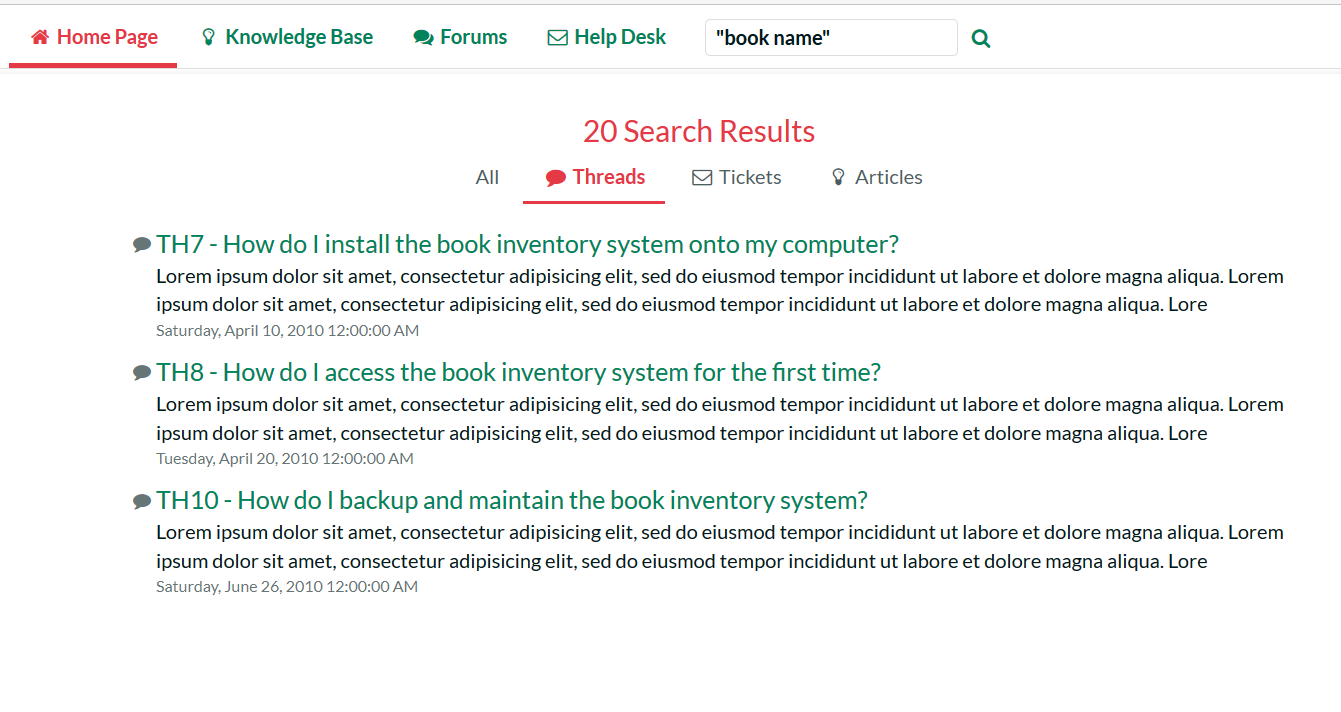 Home Page Knowledge Base Forums Help Desk "book name"
20 Search Results
All Threads Tickets Articles
TH7 - How do I install the book inventory system onto my computer?
Lorem ipsum dolor sit amet, consectetur adipisicing elit, sed do eiusmod tempor incididunt ut labore et dolore magna aliqua. Lorem
ipsum dolor sit amet, consectetur adipisicing elit, sed do eiusmod tempor incididunt ut labore et dolore magna aliqua. Lore
Saturday, April 10, 2010 12:00:00 AM
TH8 - How do I access the book inventory system for the first time?
Lorem ipsum dolor sit amet, consectetur adipisicing elit, sed do eiusmod tempor incididunt ut labore et dolore magna aliqua. Lorem
ipsum dolor sit amet, consectetur adipisicing elit, sed do eiusmod tempor incididunt ut labore et dolore magna aliqua. Lore
Tuesday, April 20, 2010 12:00:00 AM
TH10 - How do I backup and maintain the book inventory system?
Lorem ipsum dolor sit amet, consectetur adipisicing elit, sed do eiusmod tempor incididunt ut labore et dolore magna aliqua. Lorem
ipsum dolor sit amet, consectetur adipisicing elit, sed do eiusmod tempor incididunt ut labore et dolore magna aliqua. Lore
Saturday, June 26, 2010 12:00:00 AM